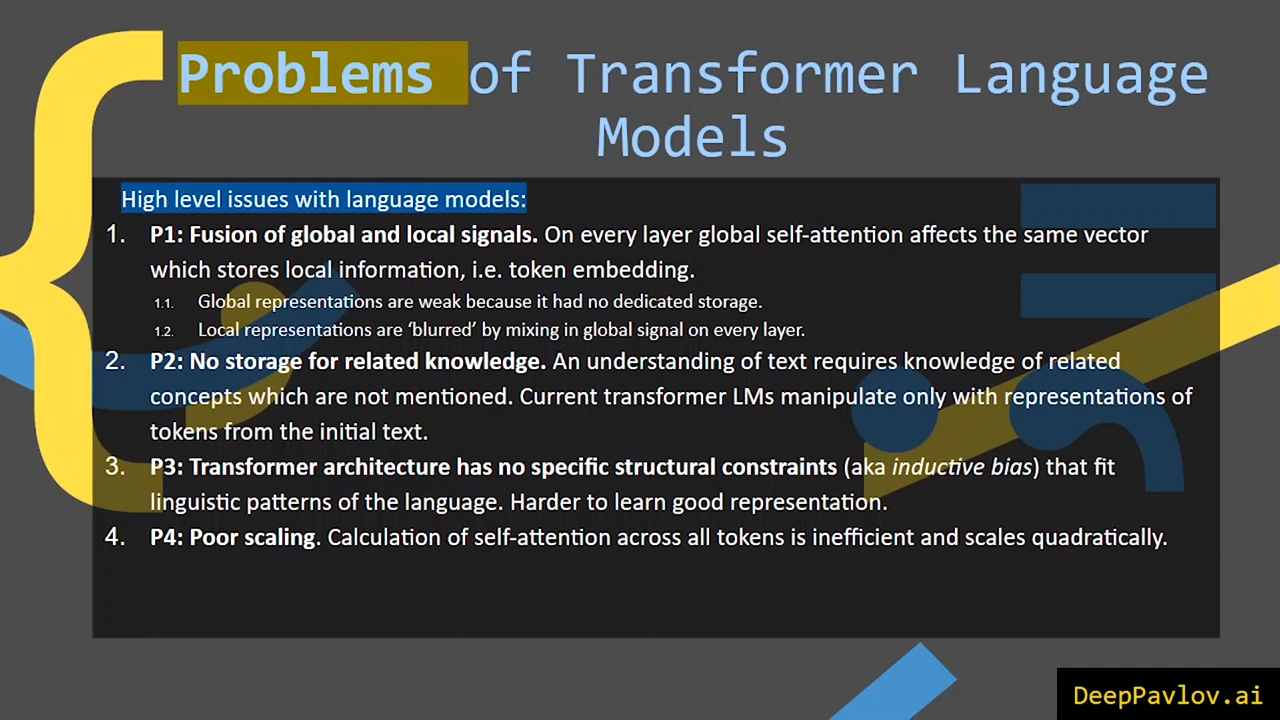 Problems of Transformer Language
Models
High level issues with language models:
1. P1: Fusion of global and local signals. On every layer global self-attention affects the same vector
which stores local information, i.e. token embedding.
1.1. Global representations are weak because it had no dedicated storage.
1.2. Local representations are ‘blurred’ by mixing in global signal on every layer.
2. P2: No storage for related knowledge. An understanding of text requires knowledge of related
concepts which are not mentioned. Current transformer LMs manipulate only with representations of
tokens from the initial text.
3. P3: Transformer architecture has no specific structural constraints (aka inductive bias) that fit
linguistic patterns of the language. Harder to learn good representation.
4. P4: Poor scaling. Calculation of self-attention across all tokens is inefficient and scales quadratically.
DeepPavlov.ai